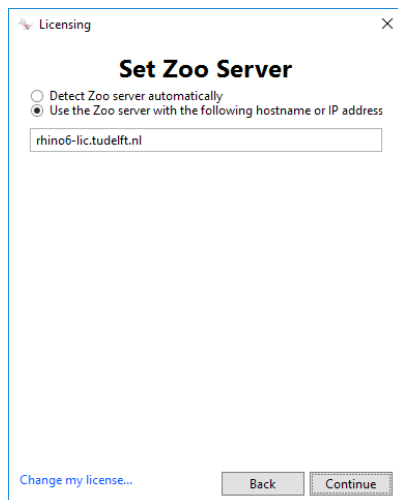 Licensing
Set Zoo Server
Detect Zoo server automatically
Use the Zoo server with the following hostname or IP address
rhino6-lic.tudelft.nl
Change my license...
Back
Continue